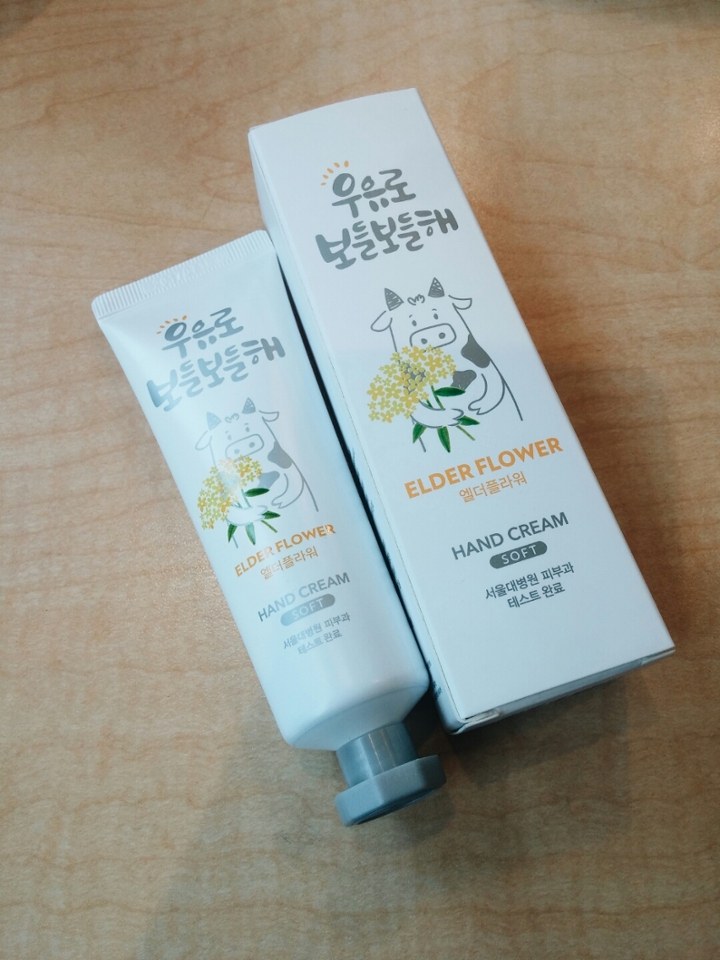 우유로
보들보들해
ELDER FLOWER
엘더플라워
HAND CREAM
SOFT
서울대병원 피부과
테스트 완료
우유로
보들보들해
ELDER FLOWER
엘더플라워
HAND CREAM
SOFT
서울대병원 피부과
테스트 완료